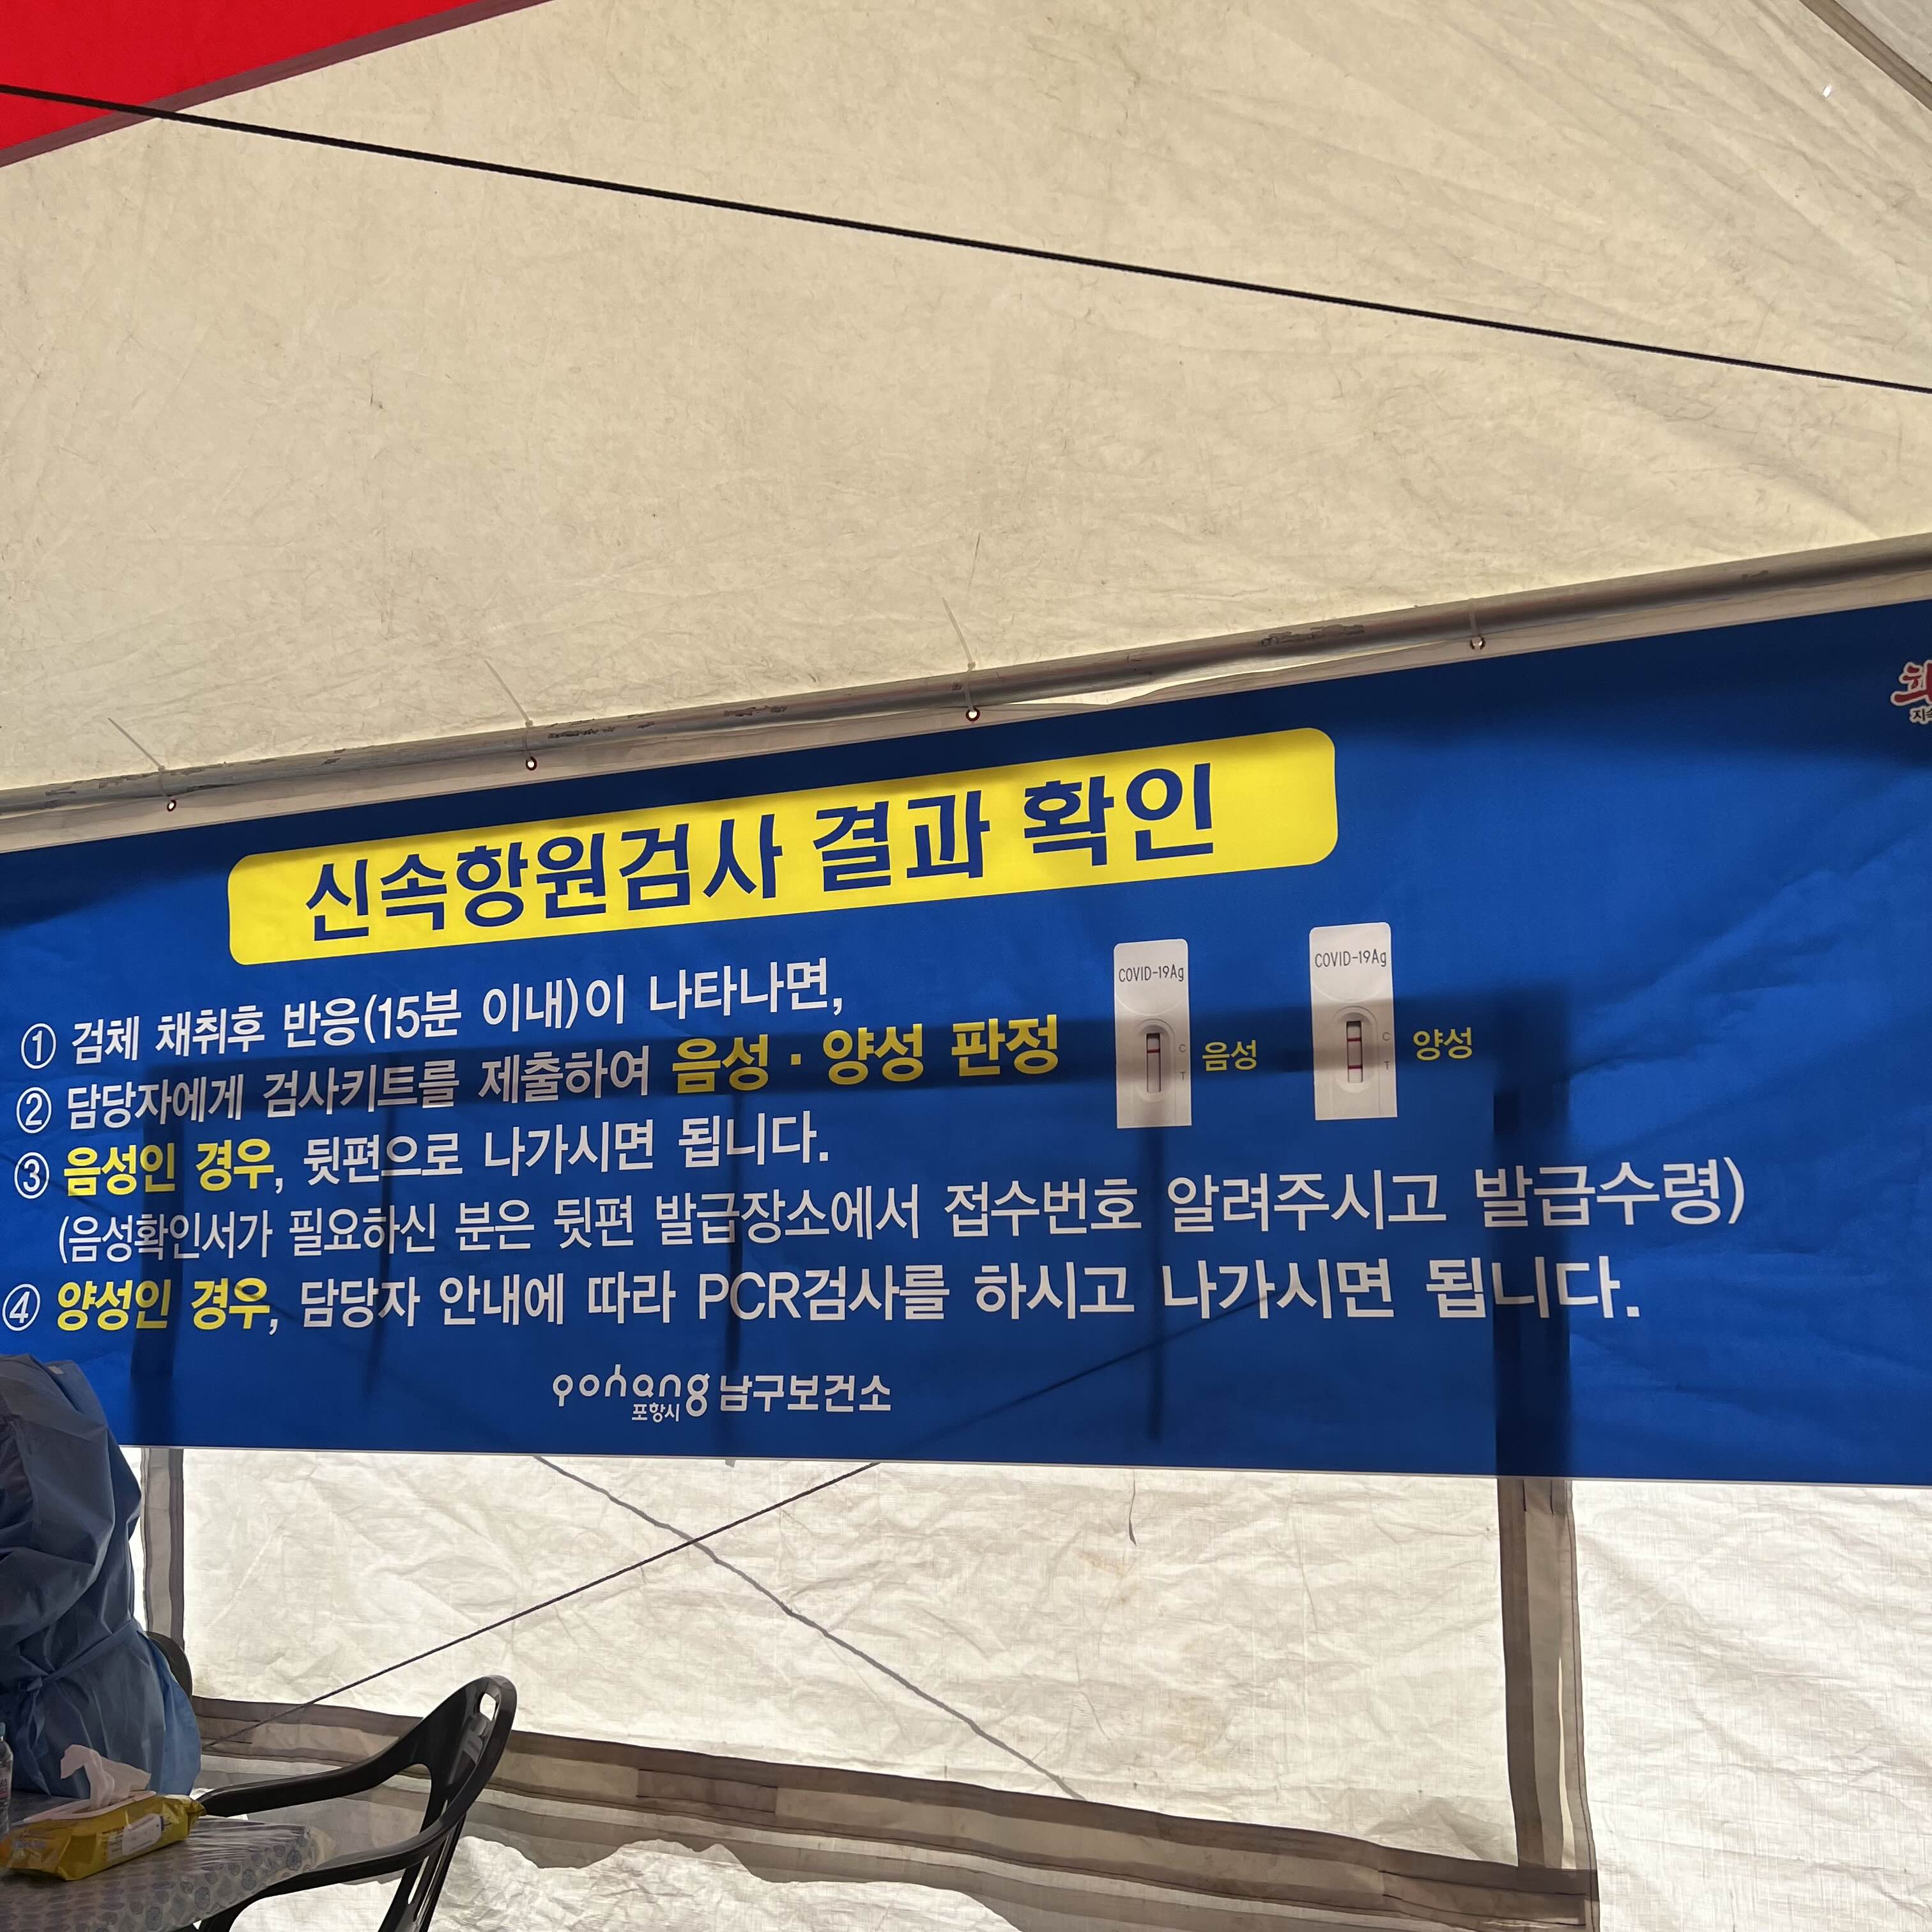 신속항원검사 결과 확인
① 검체 채취후 반응(15분 이내)이 나타나면,
② 담당자에게 검사키트를 제출하여 음성 · 양성 판정
COVID-19Ag
C
T
음성
COVID-19Ag
C
T
양성
③ 음성인 경우, 뒷편으로 나가시면 됩니다.
(음성확인서가 필요하신 분은 뒷편 발급장소에서 접수번호 알려주시고 발급수령)
④ 양성인 경우, 담당자 안내에 따라 PCR검사를 하시고 나가시면 됩니다.
pohang 남구보건소
포항시